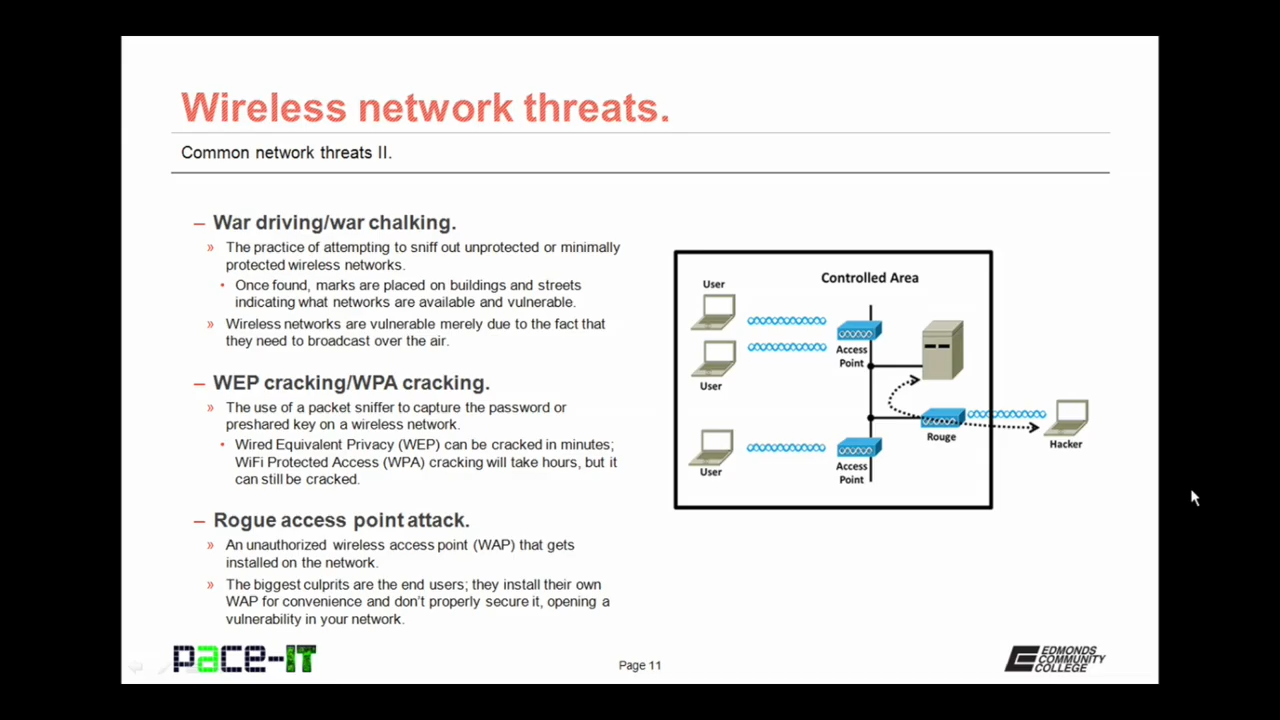 Wireless network threats.
Common network threats II.
– War driving/war chalking.
» The practice of attempting to sniff out unprotected or minimally
protected wireless networks.
• Once found, marks are placed on buildings and streets
indicating what networks are available and vulnerable.
» Wireless networks are vulnerable merely due to the fact that
they need to broadcast over the air.
– WEP cracking/WPA cracking.
» The use of a packet sniffer to capture the password or
preshared key on a wireless network.
• Wired Equivalent Privacy (WEP) can be cracked in minutes;
WiFi Protected Access (WPA) cracking will take hours, but it
can still be cracked.
– Rogue access point attack.
» An unauthorized wireless access point (WAP) that gets
installed on the network.
» The biggest culprits are the end users; they install their own
WAP for convenience and don't properly secure it, opening a
vulnerability in your network.
Controlled Area
User
Access
Point
User
Rouge
Hacker
User
Access
Point
pace-IT
Page 11
EDMONDS
COMMUNITY
COLLEGE